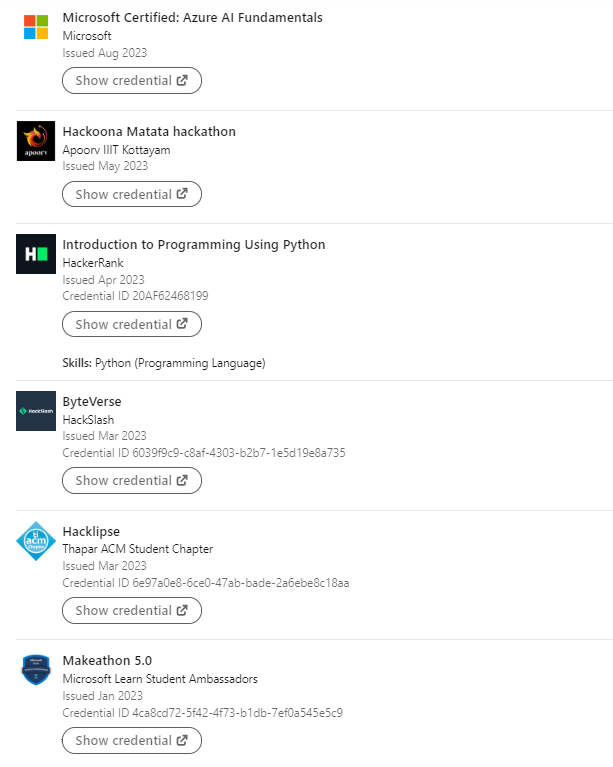 Microsoft Certified: Azure AI Fundamentals
Microsoft
Issued Aug 2023
Show credential
apoorv
Hackoona Matata hackathon
Apoorv IIIT Kottayam
Issued May 2023
Show credential
H
Introduction to Programming Using Python
HackerRank
Issued Apr 2023
Credential ID 20AF62468199
Show credential
Skills: Python (Programming Language)
HackSlash
ByteVerse
HackSlash
Issued Mar 2023
Credential ID 6039f9c9-c8af-4303-b2b7-1e5d19e8a735
Show credential
acm
Chapter
Hacklipse
Thapar ACM Student Chapter
Issued Mar 2023
Credential ID 6e97a0e8-6ce0-47ab-bade-2a6ebe8c18aa
Show credential
Makeathon 5.0
Microsoft Learn Student Ambassadors
Issued Jan 2023
Credential ID 4ca8cd72-5f42-4f73-b1db-7ef0a545e5c9
Show credential